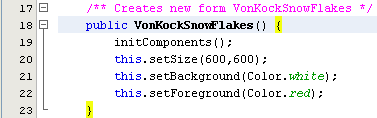 17 /** Creates new form VonKockSnowFlakes */
18 public VonKockSnowFlakes() {
19 initComponents();
20 this.setSize(600,600);
21 this.setBackground(Color.white);
22 this.setForeground(Color.red);
23 }